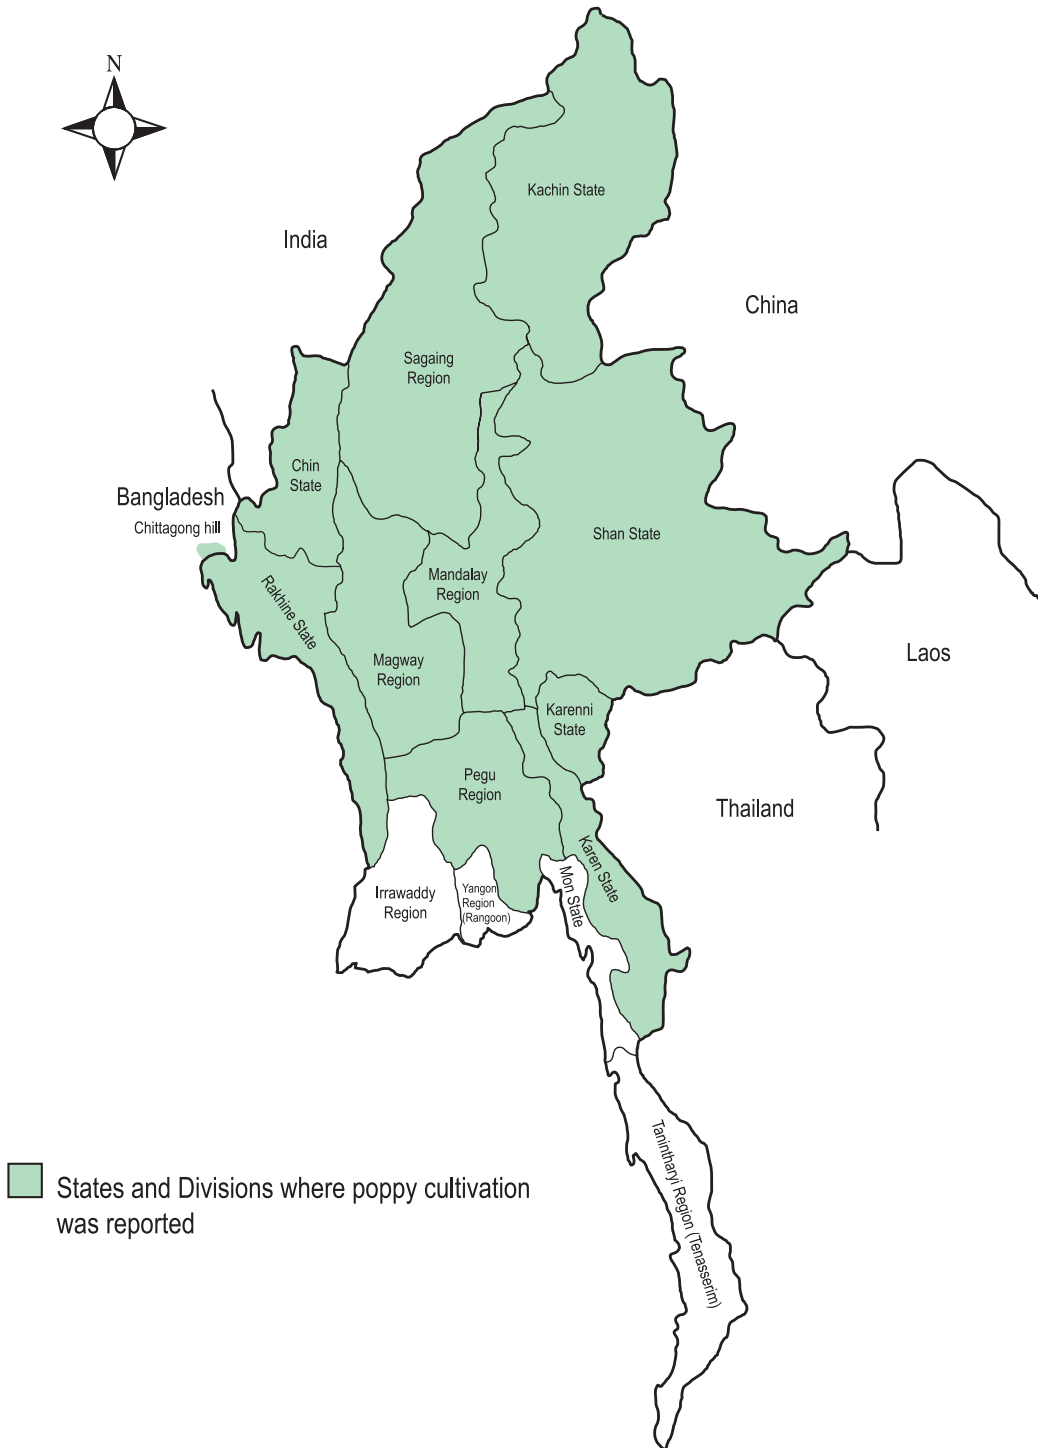 N
Kachin State
India
China
Sagaing
Region
Chin
State
Bangladesh
Chittagong hill
Shan State
Mandalay
Region
Rakhine State
Laos
Magway
Region
Karenni
State
Pegu
Region
Thailand
Karen State
Mon State
Irrawaddy
Region
Yangon
Region
(Rangoon)
Tanintharyi Region (Tenasserim)
States and Divisions where poppy cultivation
was reported